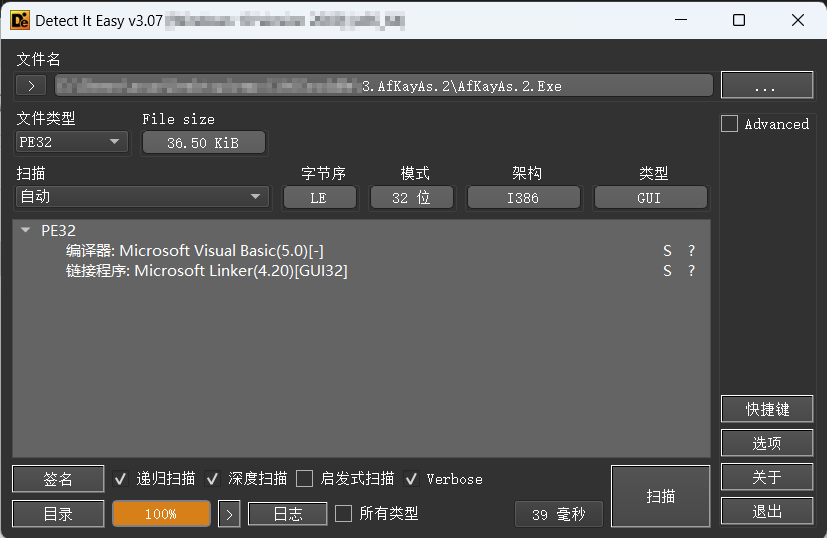 Detect It Easy v3.07
文件名
> 3.AfKayAs.2\AfKayAs.2.Exe ...
文件类型 File size Advanced
PE32 36.50 KiB
扫描 字节序 模式 架构 类型
自动 LE 32 位 I386 GUI
PE32
编译器: Microsoft Visual Basic(5.0)[-] S ?
链接程序: Microsoft Linker(4.20)[GUI32] S ?
快捷键
选项
签名 递归扫描 深度扫描 启发式扫描 Verbose 扫描 关于
目录 100% > 日志 所有类型 39 毫秒 退出